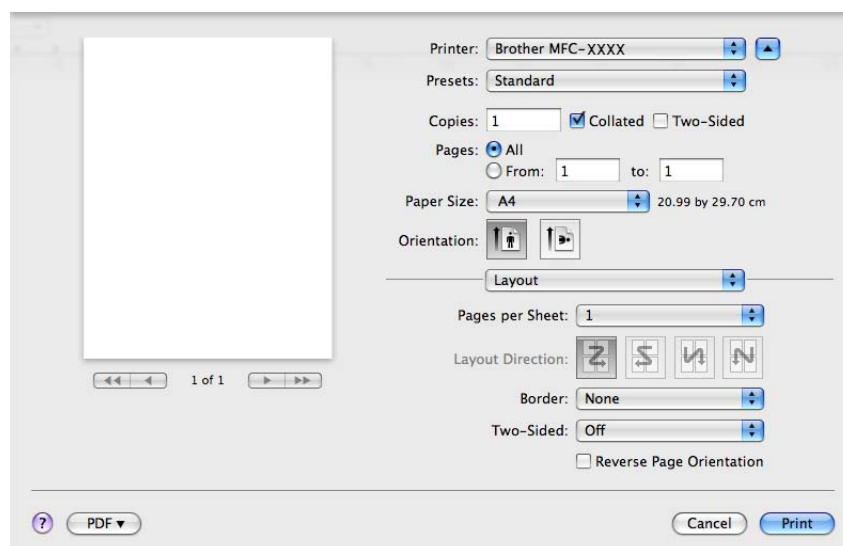 Printer: Brother MFC-XXXX
Presets: Standard
Copies: 1 Collated Two-Sided
Pages: All
From: 1 to: 1
Paper Size: A4 20.99 by 29.70 cm
Orientation:
Layout
Pages per Sheet: 1
Layout Direction:
1 of 1
Border: None
Two-Sided: Off
Reverse Page Orientation
? PDF Cancel Print